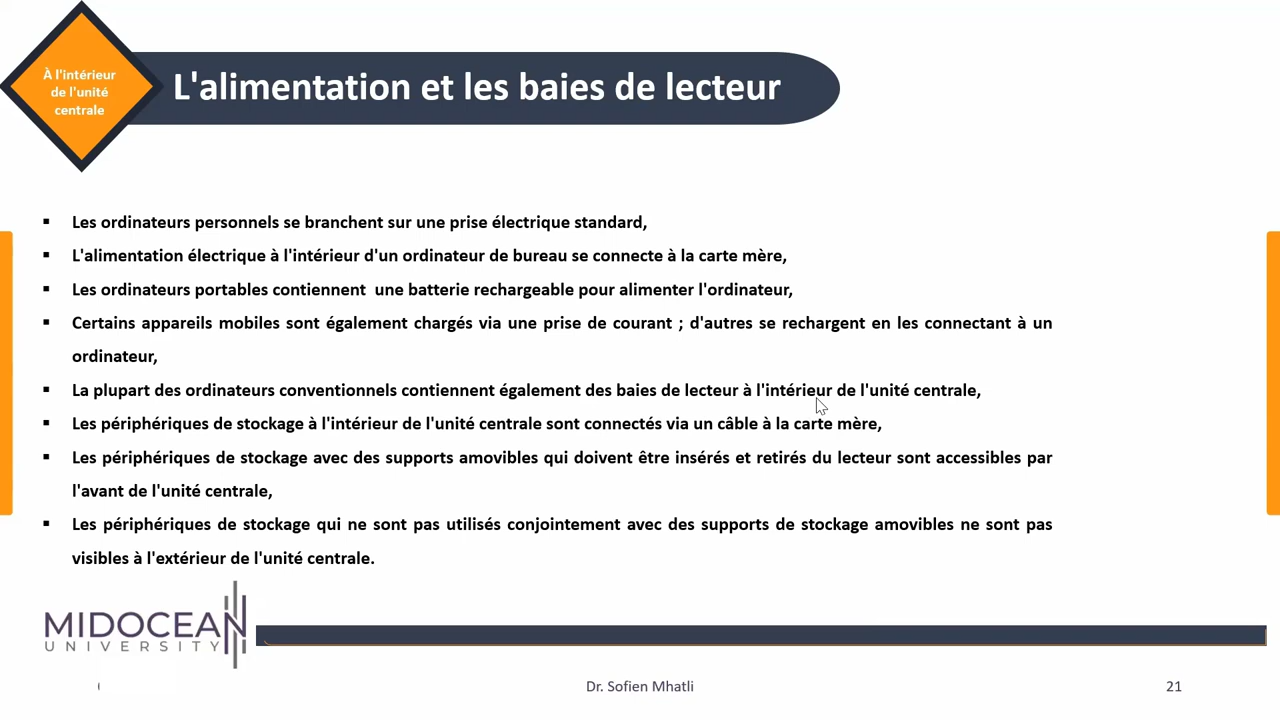 À l'intérieur
de l'unité
centrale
L'alimentation et les baies de lecteur
▪ Les ordinateurs personnels se branchent sur une prise électrique standard,
▪ L'alimentation électrique à l'intérieur d'un ordinateur de bureau se connecte à la carte mère,
▪ Les ordinateurs portables contiennent une batterie rechargeable pour alimenter l'ordinateur,
▪ Certains appareils mobiles sont également chargés via une prise de courant ; d'autres se rechargent en les connectant à un
ordinateur,
▪ La plupart des ordinateurs conventionnels contiennent également des baies de lecteur à l'intérieur de l'unité centrale,
▪ Les périphériques de stockage à l'intérieur de l'unité centrale sont connectés via un câble à la carte mère,
▪ Les périphériques de stockage avec des supports amovibles qui doivent être insérés et retirés du lecteur sont accessibles par
l'avant de l'unité centrale,
▪ Les périphériques de stockage qui ne sont pas utilisés conjointement avec des supports de stockage amovibles ne sont pas
visibles à l'extérieur de l'unité centrale.
MIDOCEAN
UNIVERSITY
Dr. Sofien Mhatli
21